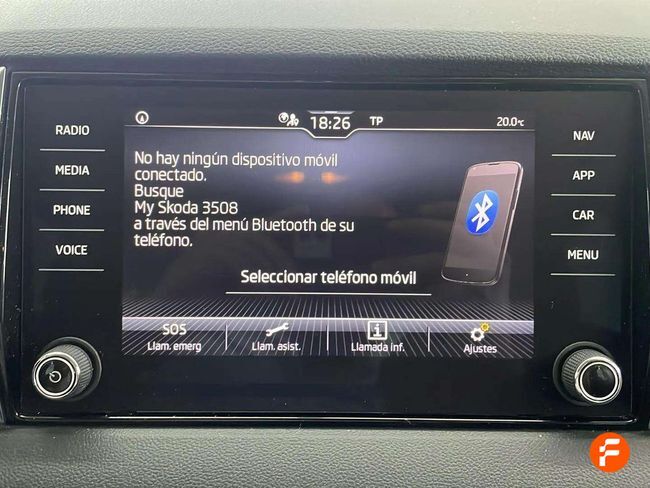 18:26
TP
20.0°C
RADIO
MEDIA
PHONE
VOICE
NAV
APP
CAR
MENU
No hay ningún dispositivo móvil
conectado.
Busque
My Skoda 3508
a través del menú Bluetooth de su
teléfono.
Seleccionar teléfono móvil
SOS
Llam. emerg
Llam. asist.
Llamada inf.
Ajustes